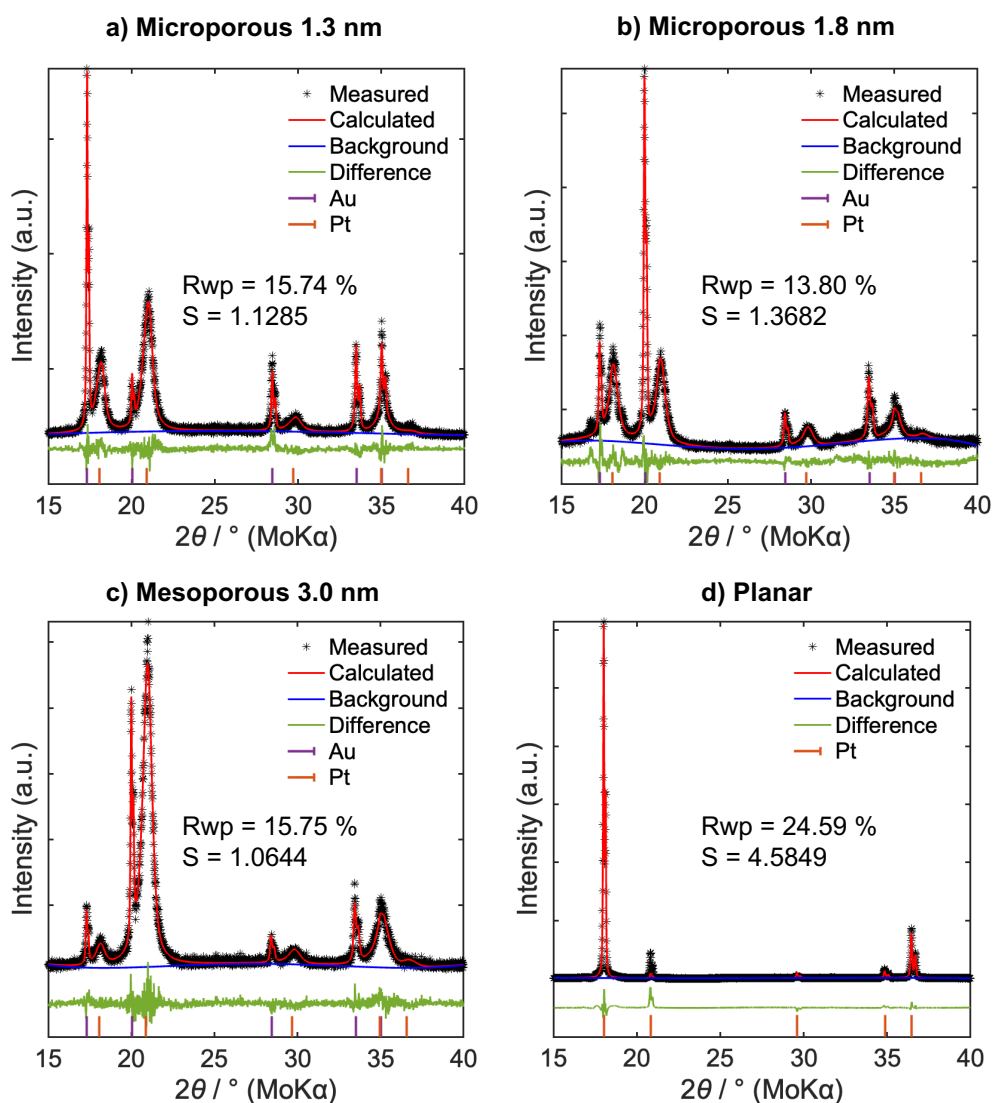 a) Microporous 1.3 nm
Intensity (a.u.)
Measured
Calculated
Background
Difference
Au
Pt
Rwp = 15.74 %
S = 1.1285
15 20 25 30 35 40
2θ / ° (MoKα)
b) Microporous 1.8 nm
Intensity (a.u.)
Measured
Calculated
Background
Difference
Au
Pt
Rwp = 13.80 %
S = 1.3682
15 20 25 30 35 40
2θ / ° (MoKα)
c) Mesoporous 3.0 nm
Intensity (a.u.)
Measured
Calculated
Background
Difference
Au
Pt
Rwp = 15.75 %
S = 1.0644
15 20 25 30 35 40
2θ / ° (MoKα)
d) Planar
Intensity (a.u.)
Measured
Calculated
Background
Difference
Pt
Rwp = 24.59 %
S = 4.5849
15 20 25 30 35 40
2θ / ° (MoKα)